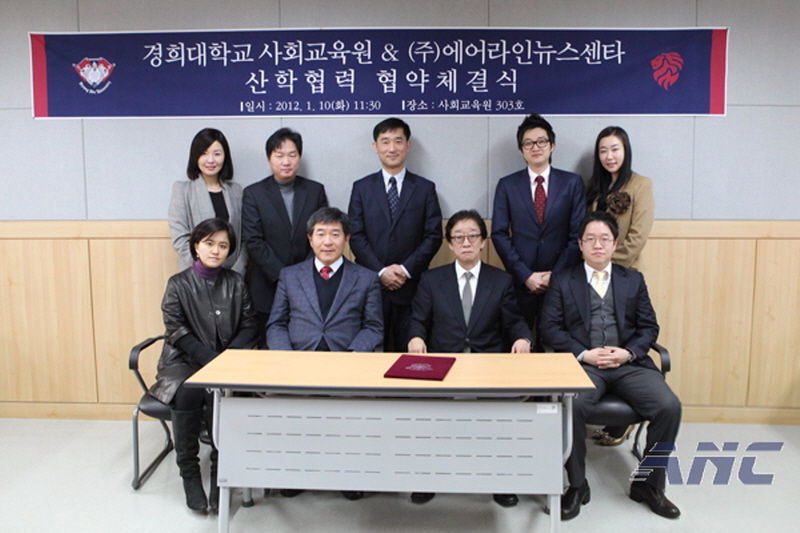 경희대학교 사회교육원 & (주)에어라인뉴스센타
산학협력 협약체결식
일시 : 2012. 1. 10(화) 11:30 장소 : 사회교육원 303호
ANC